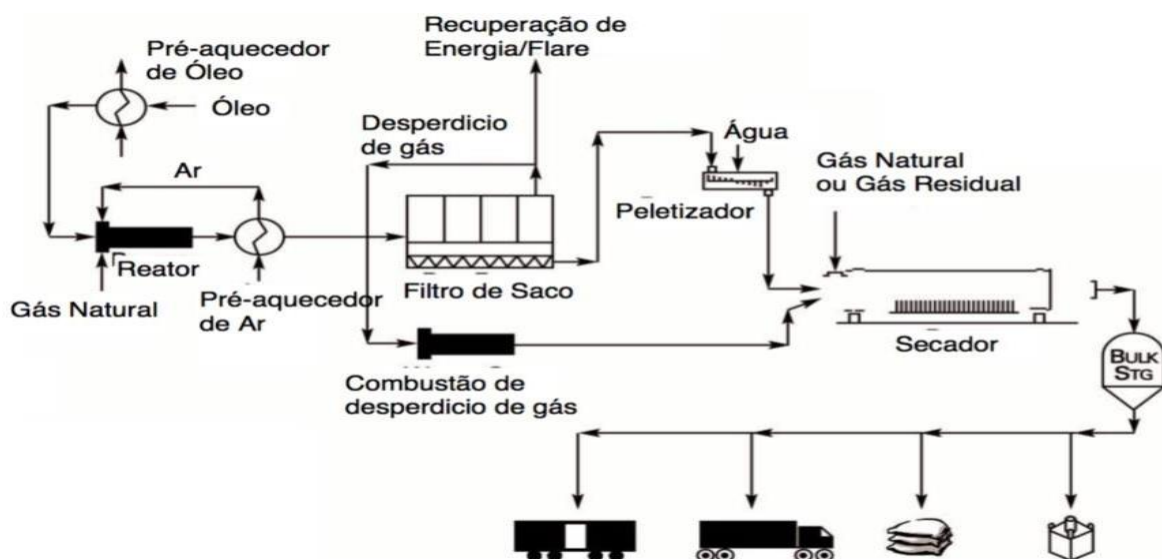 Recuperação de
Energia/Flare
Pré-aquecedor
de Óleo
Óleo
Desperdicio
de gás
Água
Gás Natural
ou Gás Residual
Ar
Peletizador
Reator
Filtro de Saco
Gás Natural
Pré-aquecedor
de Ar
Secador
BULK
STG
Combustão de
desperdicio de gás